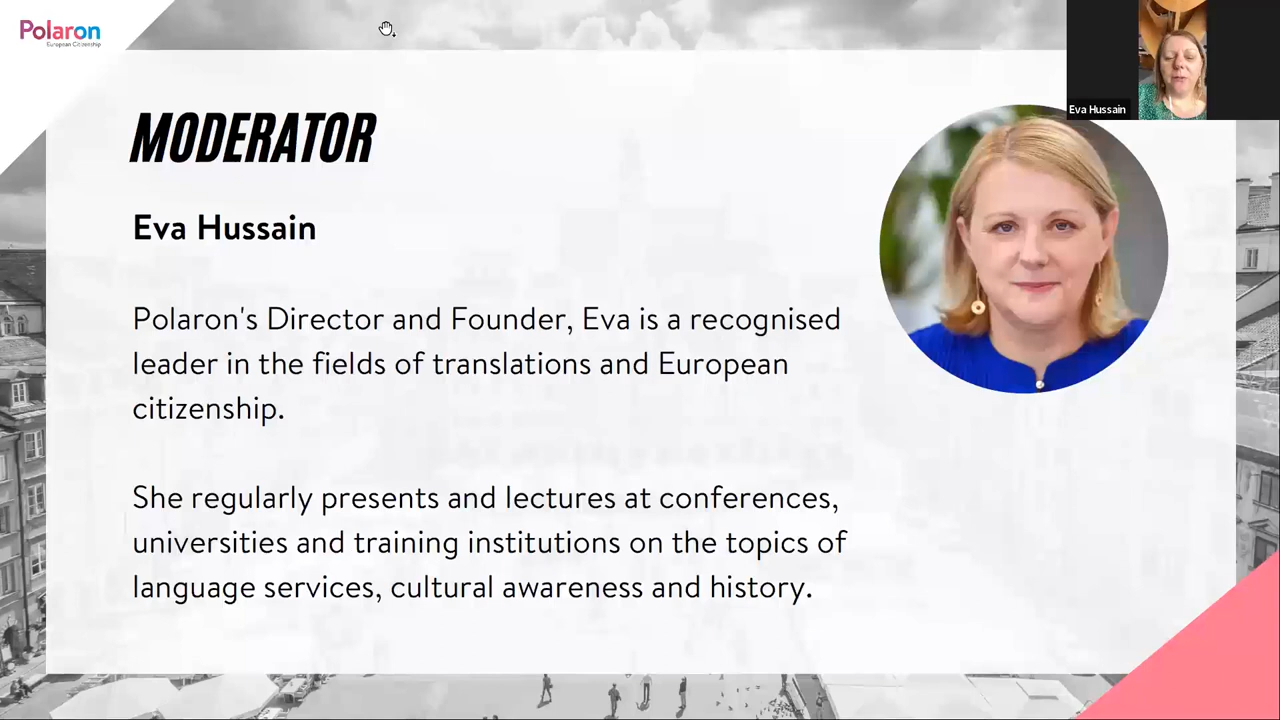 Polaron
European Citizenship
Eva Hussain
MODERATOR
Eva Hussain
Polaron's Director and Founder, Eva is a recognised
leader in the fields of translations and European
citizenship.
She regularly presents and lectures at conferences,
universities and training institutions on the topics of
language services, cultural awareness and history.